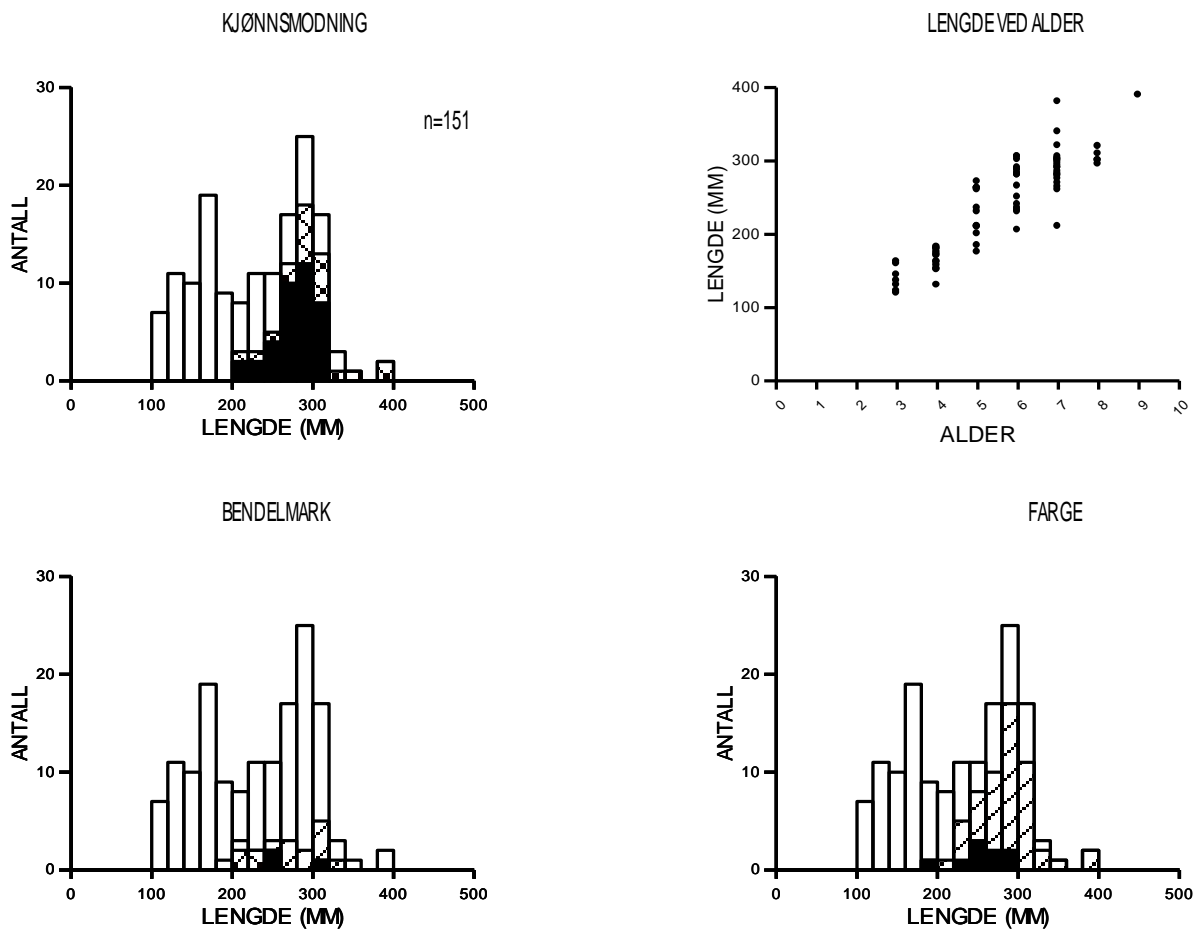 KJØNNSMODNING
n=151
30
20
10
0
ANTALL
0 100 200 300 400 500
LENGDE (MM)
LENGDE VED ALDER
400
300
200
100
0
LENGDE (MM)
0 1 2 3 4 5 6 7 8 9 10
ALDER
BENDELMARK
30
20
10
0
ANTALL
0 100 200 300 400 500
LENGDE (MM)
FARGE
30
20
10
0
ANTALL
0 100 200 300 400 500
LENGDE (MM)